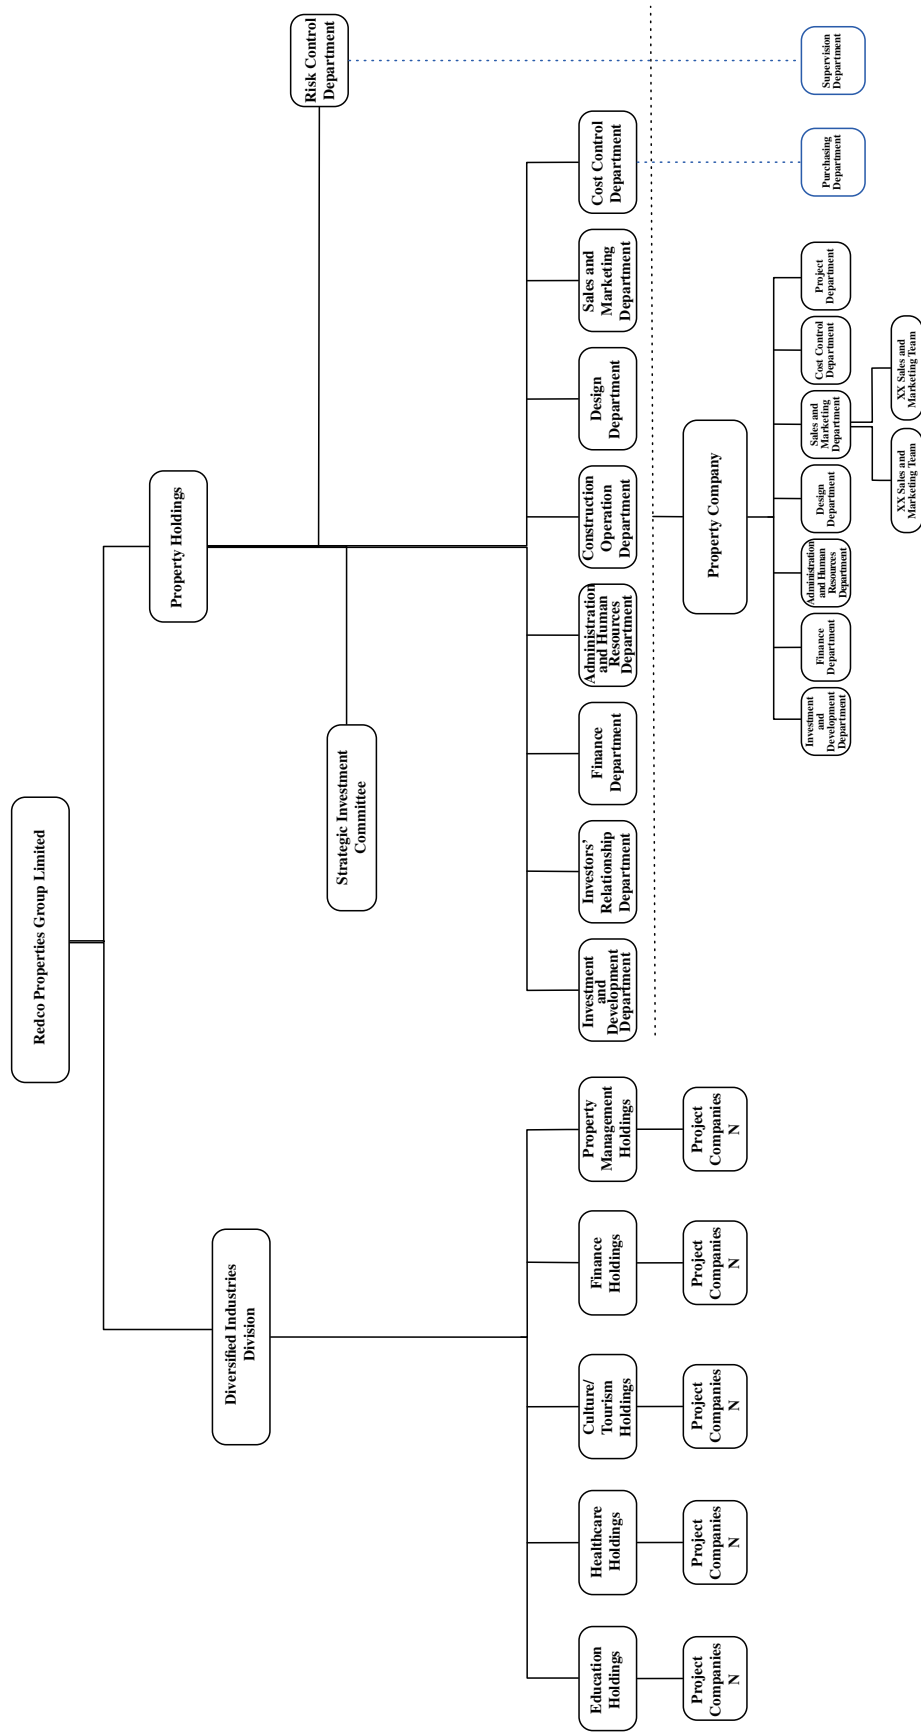 Redco Properties Group Limited
Diversified Industries
Division
Property Holdings
Risk Control
Department
Strategic Investment
Committee
Education
Holdings
Healthcare
Holdings
Culture/
Tourism
Holdings
Finance
Holdings
Property
Management
Holdings
Investment
and
Development
Department
Investors’
Relationship
Department
Finance
Department
Administration
and Human
Resources
Department
Construction
Operation
Department
Design
Department
Sales and
Marketing
Department
Cost Control
Department
Project
Companies
N
Project
Companies
N
Project
Companies
N
Project
Companies
N
Project
Companies
N
Property Company
Investment
and
Development
Department
Finance
Department
Administration
and Human
Resources
Department
Design
Department
Sales and
Marketing
Department
Cost Control
Department
Project
Department
Purchasing
Department
Supervision
Department
XX Sales and
Marketing Team
XX Sales and
Marketing Team